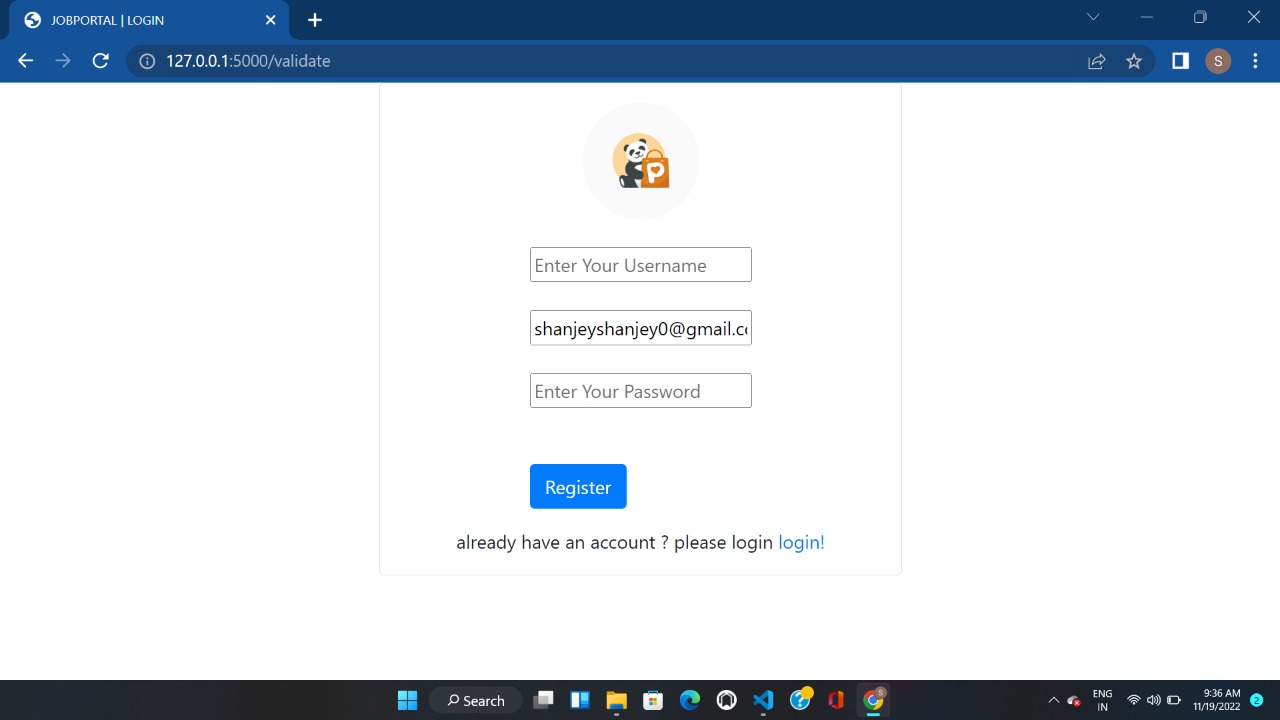 JOBPORTAL | LOGIN
127.0.0.1:5000/validate
S
P
Enter Your Username
shanjeyshanjey0@gmail.c
Enter Your Password
Register
already have an account ? please login login!
Search
S
ENG
IN
9:36 AM
11/19/2022
2